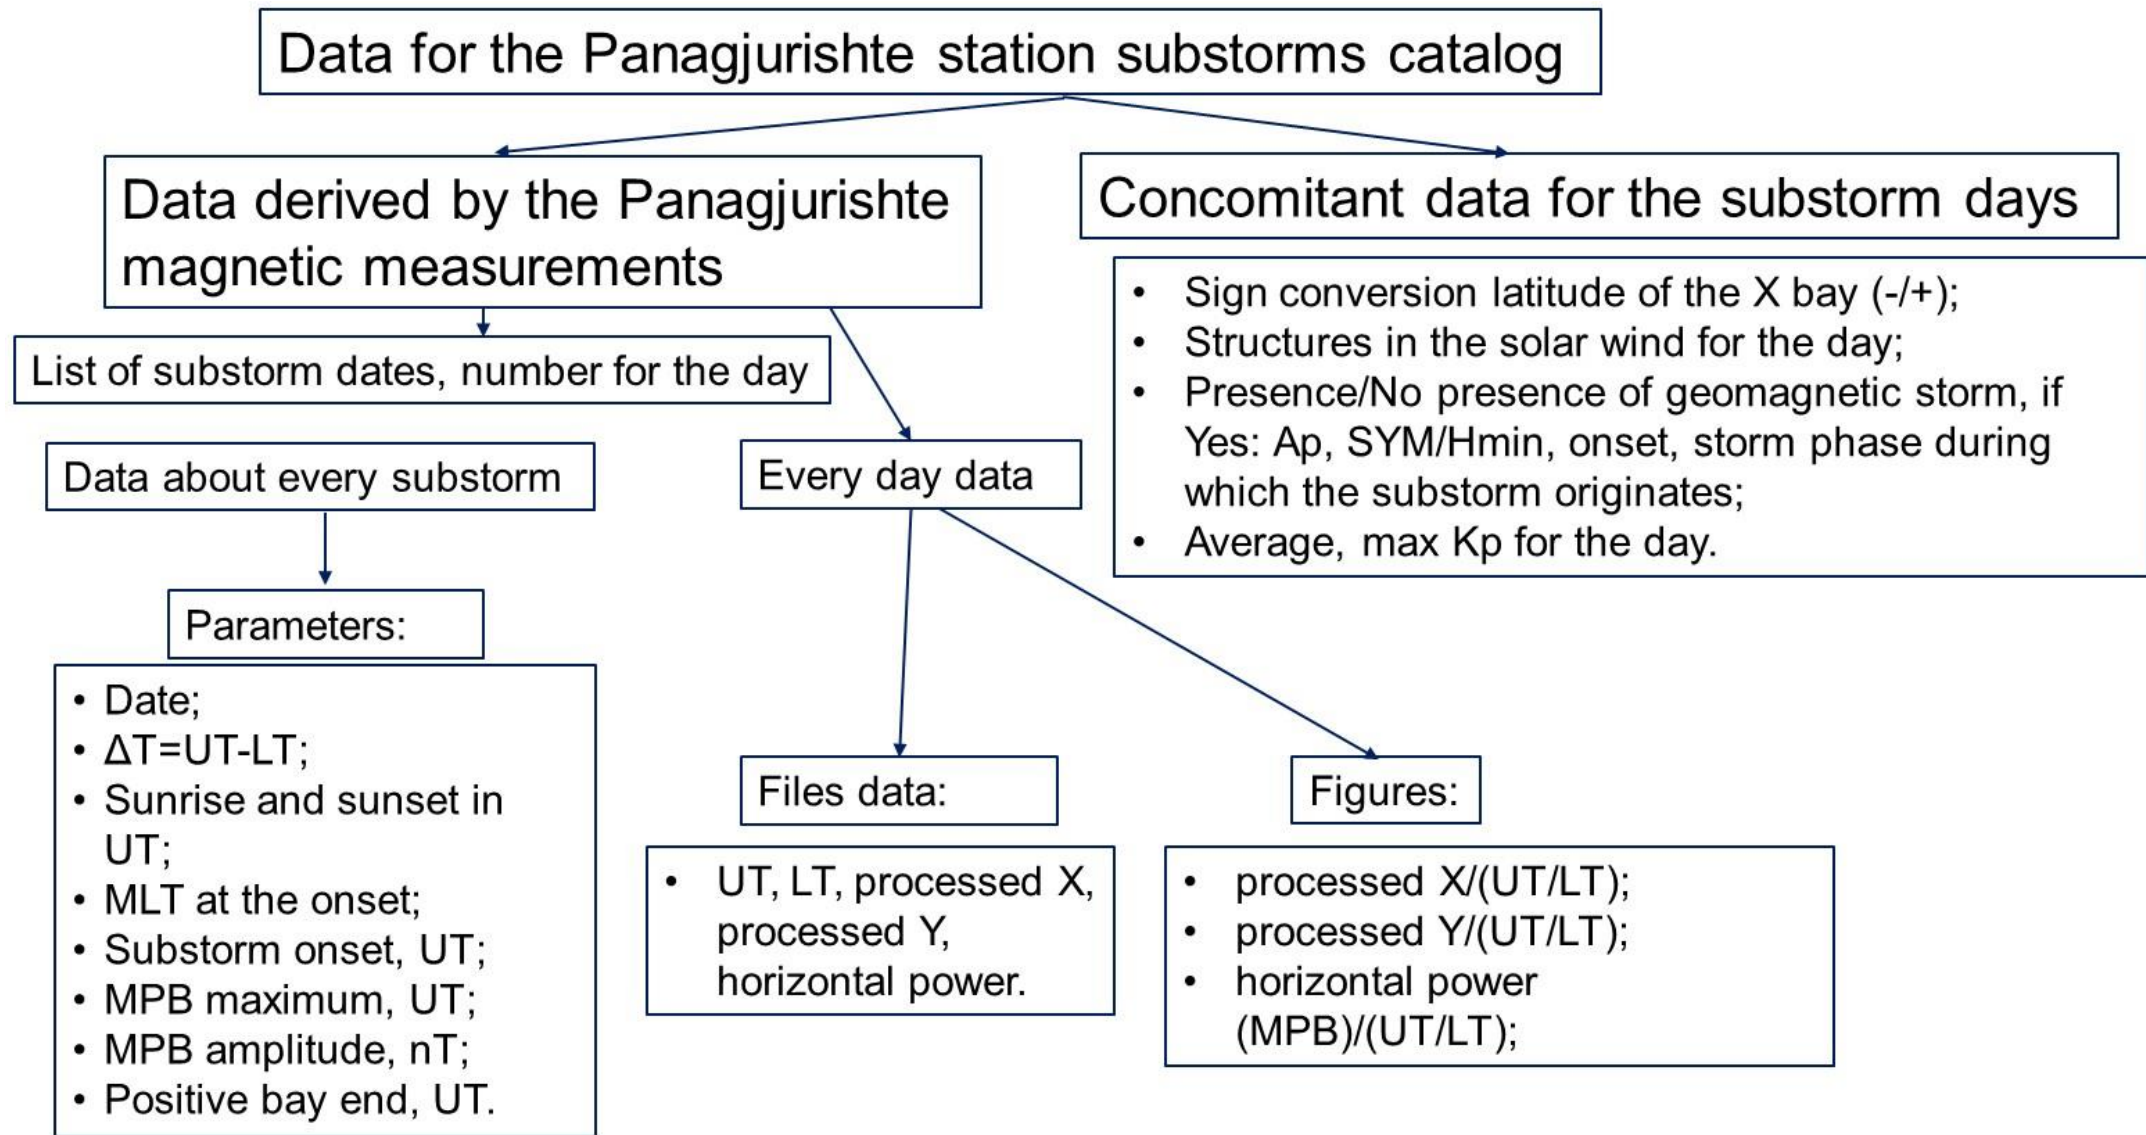 Data for the Panagjurishte station substorms catalog
Data derived by the Panagjurishte
magnetic measurements
Concomitant data for the substorm days
• Sign conversion latitude of the X bay (-/+);
• Structures in the solar wind for the day;
• Presence/No presence of geomagnetic storm, if
Yes: Ap, SYM/Hmin, onset, storm phase during
which the substorm originates;
• Average, max Kp for the day.
List of substorm dates, number for the day
Data about every substorm
Every day data
Parameters:
• Date;
• ΔT=UT-LT;
• Sunrise and sunset in
UT;
• MLT at the onset;
• Substorm onset, UT;
• MPB maximum, UT;
• MPB amplitude, nT;
• Positive bay end, UT.
Files data:
• UT, LT, processed X,
processed Y,
horizontal power.
Figures:
• processed X/(UT/LT);
• processed Y/(UT/LT);
• horizontal power
(MPB)/(UT/LT);